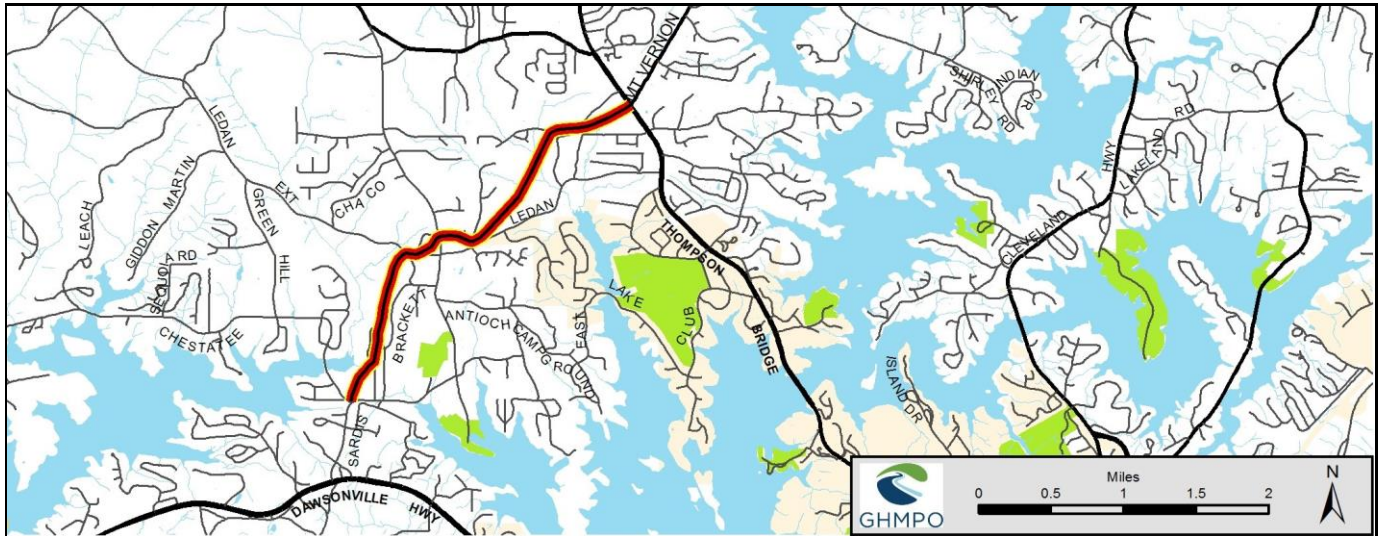 MT VERNON
SHIRLEY RD
INDIAN CIR
LEDAN
EXT
MARTIN
GIDDON
LEACH
CHA CO
GREEN
HILL
SEQUOIA RD
CHESTATEE
LEDAN
THOMPSON
BRIDGE
LAKE
CLUB
EAST
BRACKETT
ANTIOCH CAMPGROUND
SARDIS
DAWSONVILLE
HWY
ISLAND DR
CLEVELAND
HWY
LAKELAND
RD
GHMPO
Miles
0 0.5 1 1.5 2
N